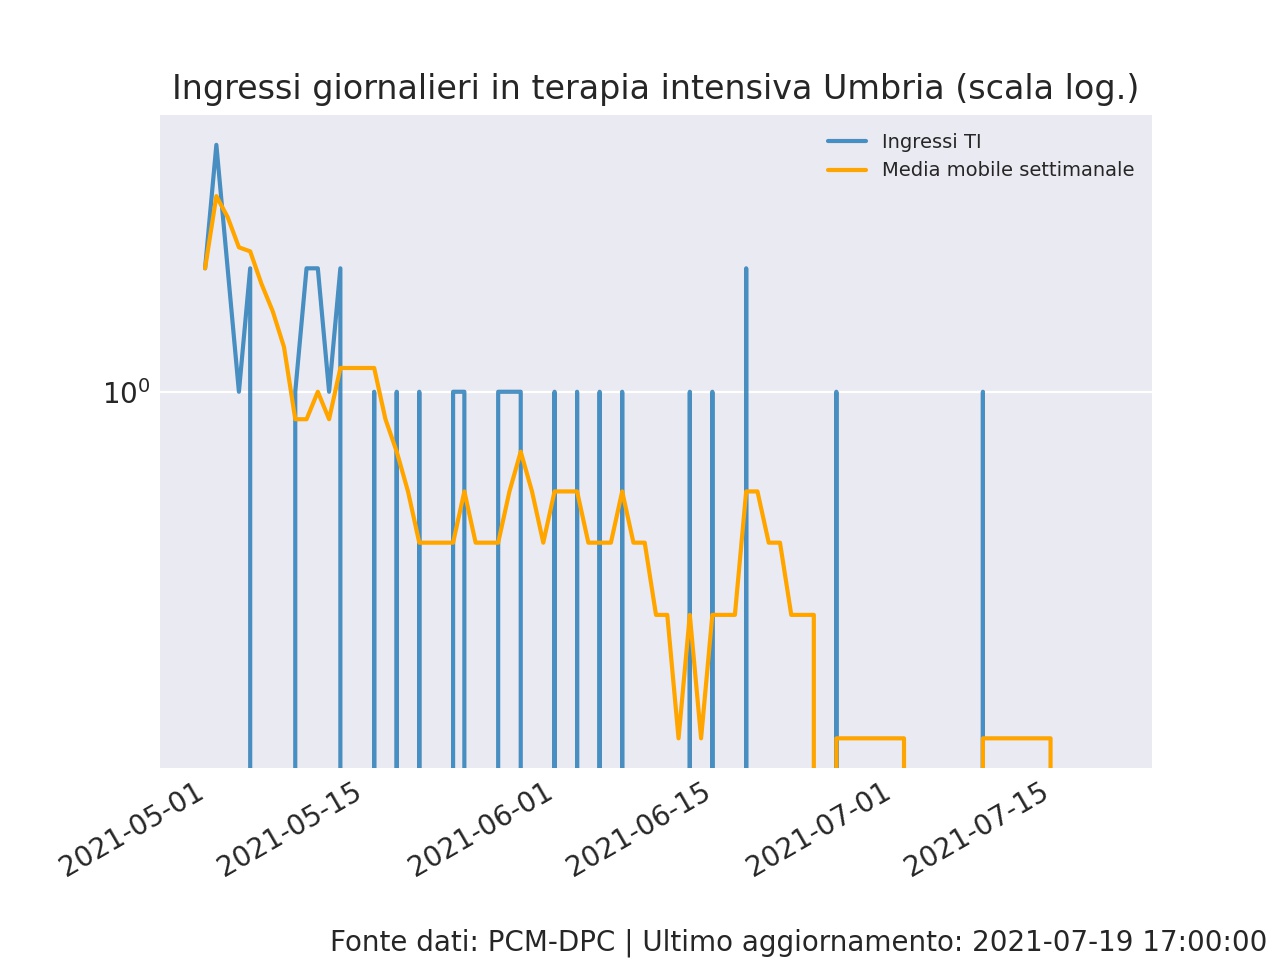 Ingressi giornalieri in terapia intensiva Umbria (scala log.)
Ingressi TI
Media mobile settimanale
10⁰
2021-05-01
2021-05-15
2021-06-01
2021-06-15
2021-07-01
2021-07-15
Fonte dati: PCM-DPC | Ultimo aggiornamento: 2021-07-19 17:00:00